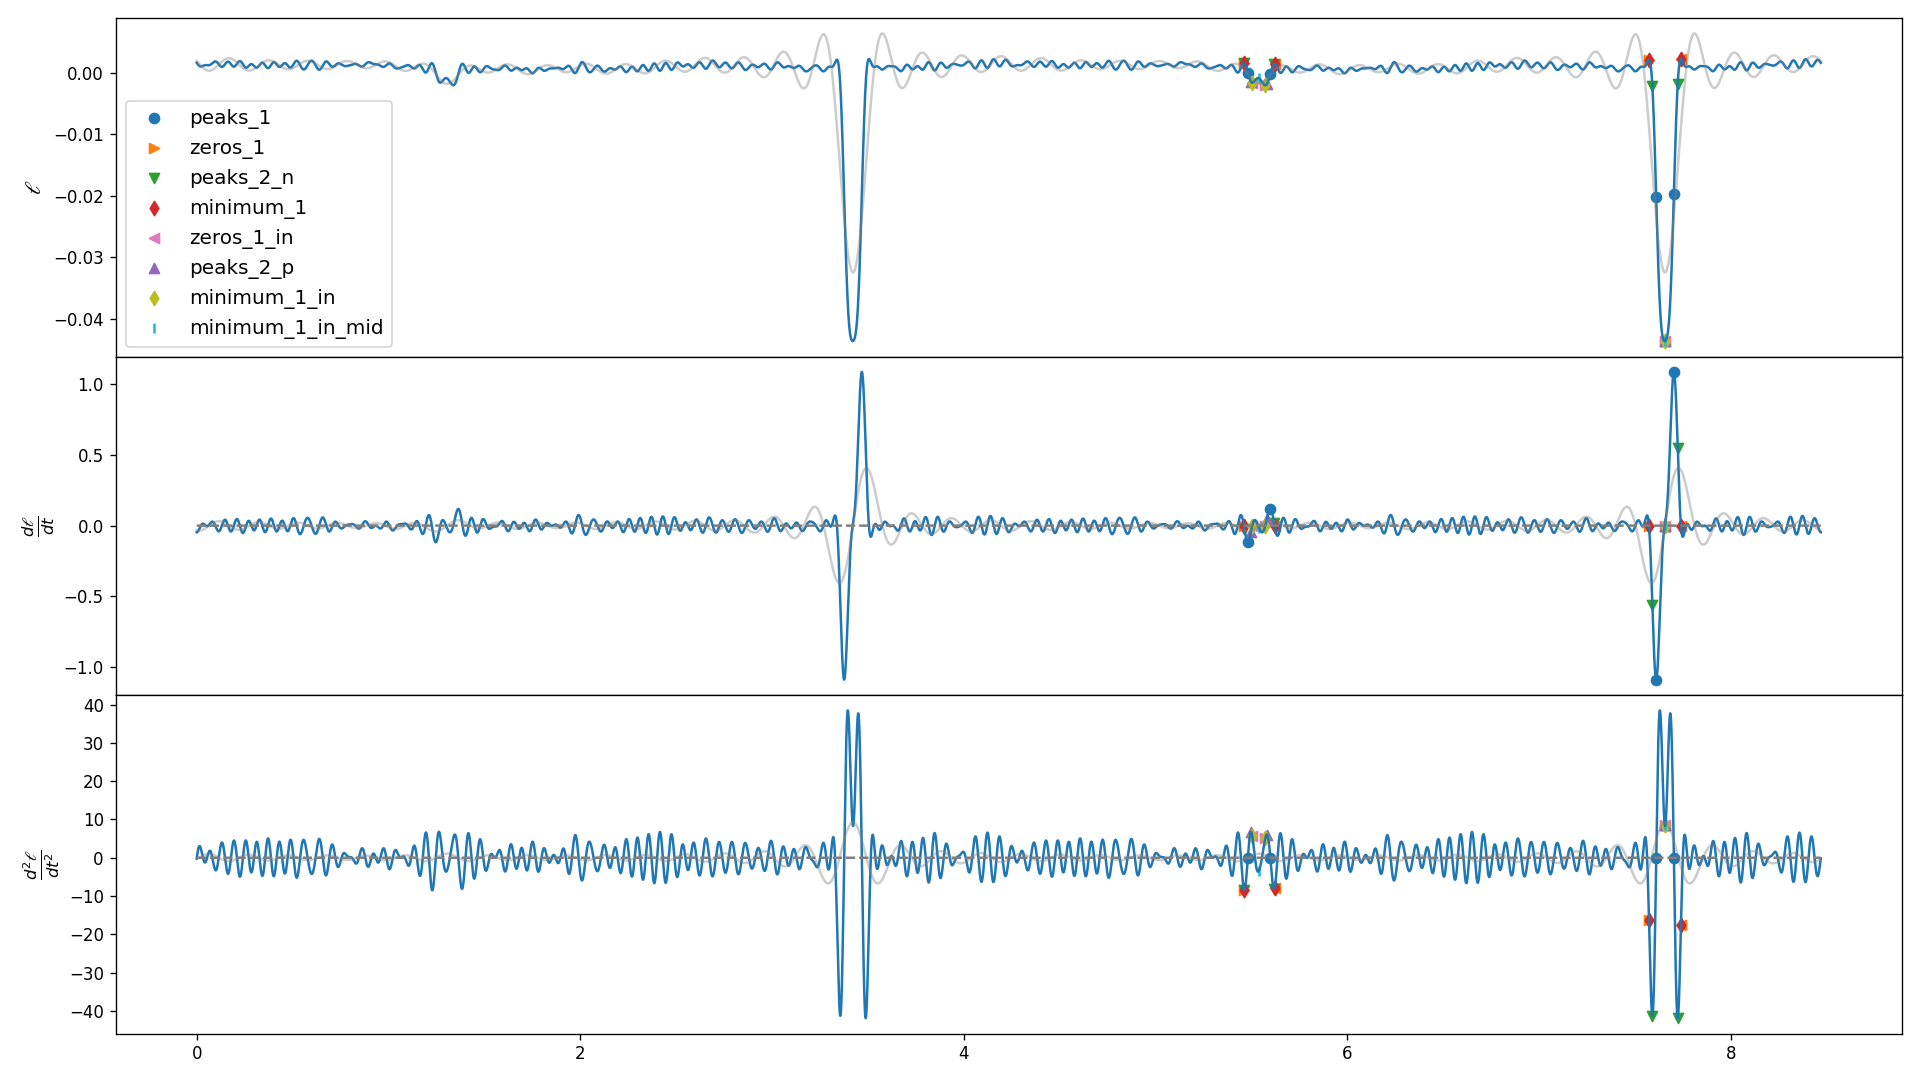 0.00
−0.01
−0.02
−0.03
−0.04
ℓ
peaks_1
zeros_1
peaks_2_n
minimum_1
zeros_1_in
peaks_2_p
minimum_1_in
minimum_1_in_mid
1.0
0.5
0.0
−0.5
−1.0
dℓ
dt
40
30
20
10
0
−10
−20
−30
−40
d²ℓ
dt²
0 2 4 6 8